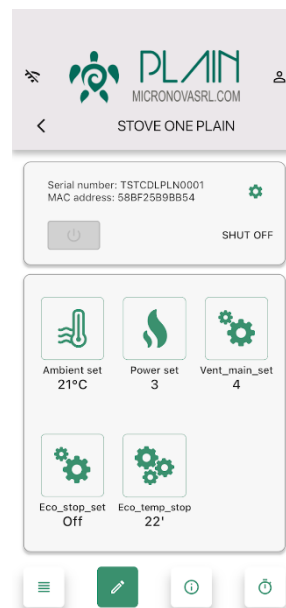 PLAIN
MICRONOVASRL.COM
STOVE ONE PLAIN
Serial number: TSTCDLPLN0001
MAC address: 58BF25B9BB54
SHUT OFF
Ambient set
21°C
Power set
3
Vent_main_set
4
Eco_stop_set
Off
Eco_temp_stop
22'